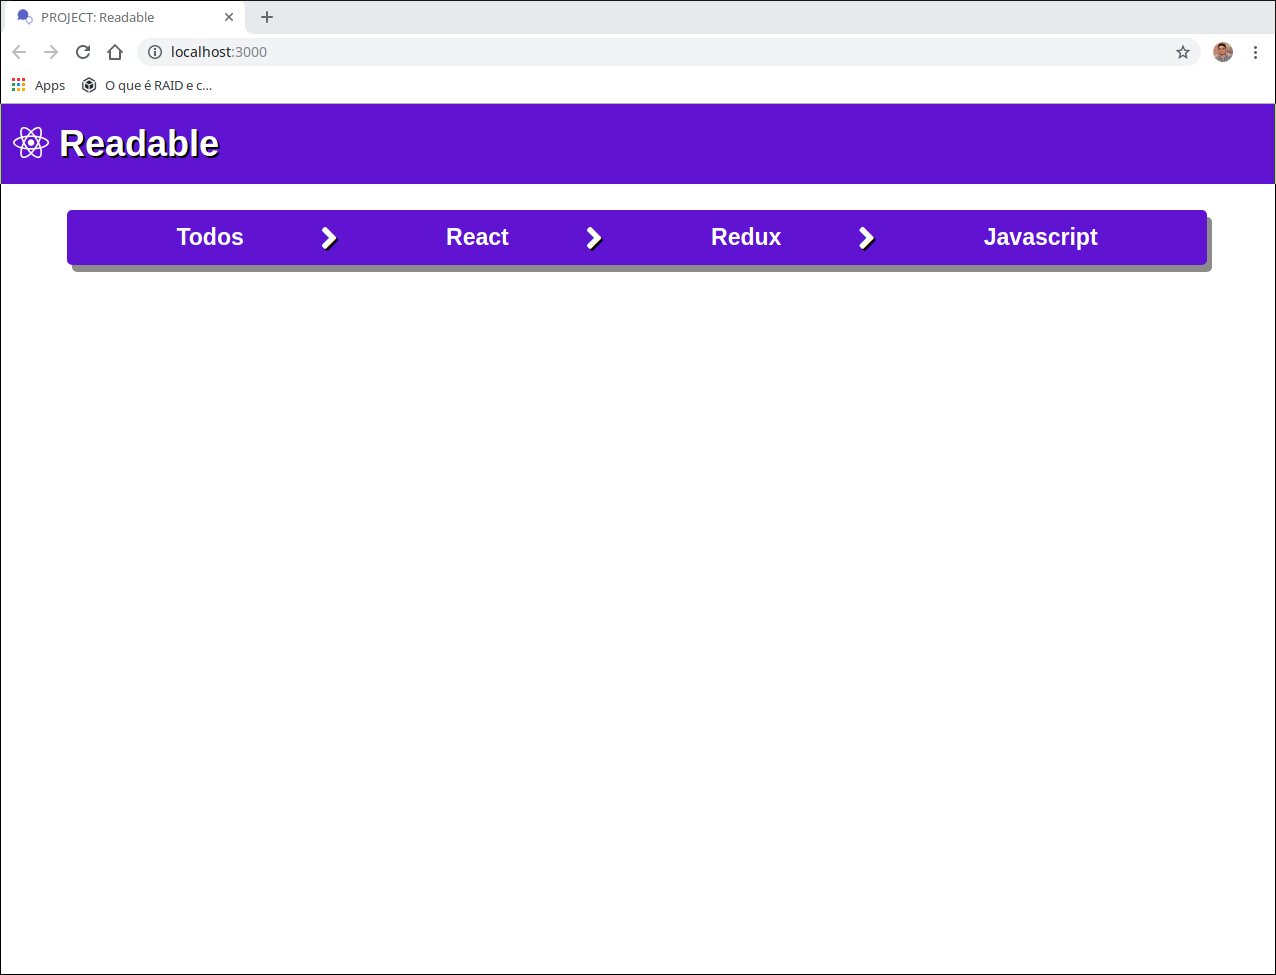 PROJECT: Readable
localhost:3000
Apps O que é RAID e c...
Readable
Todos React Redux Javascript